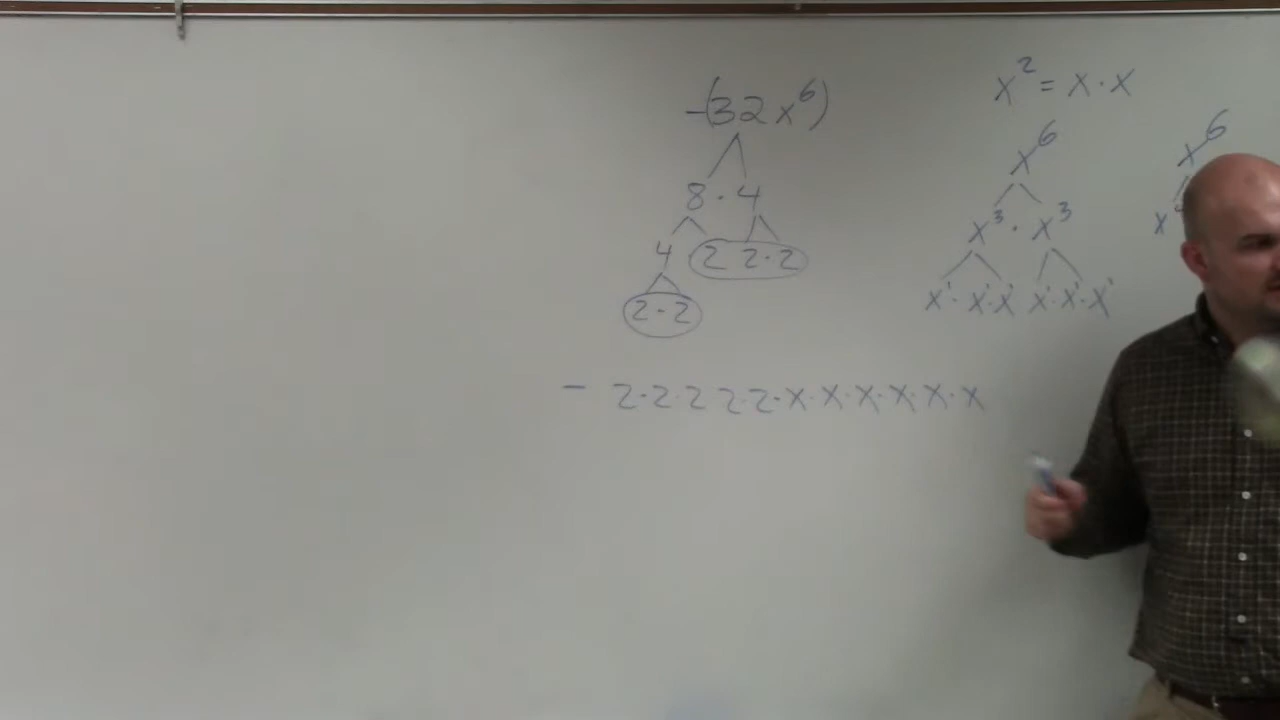 -(32x⁶)
8 · 4
4 2 2·2
2·2
- 2·2·2·2·2·x·x·x·x·x·x
x² = x·x
x⁶
x³ · x³
x¹·x¹·x¹ x¹·x¹·x¹
x⁶
x